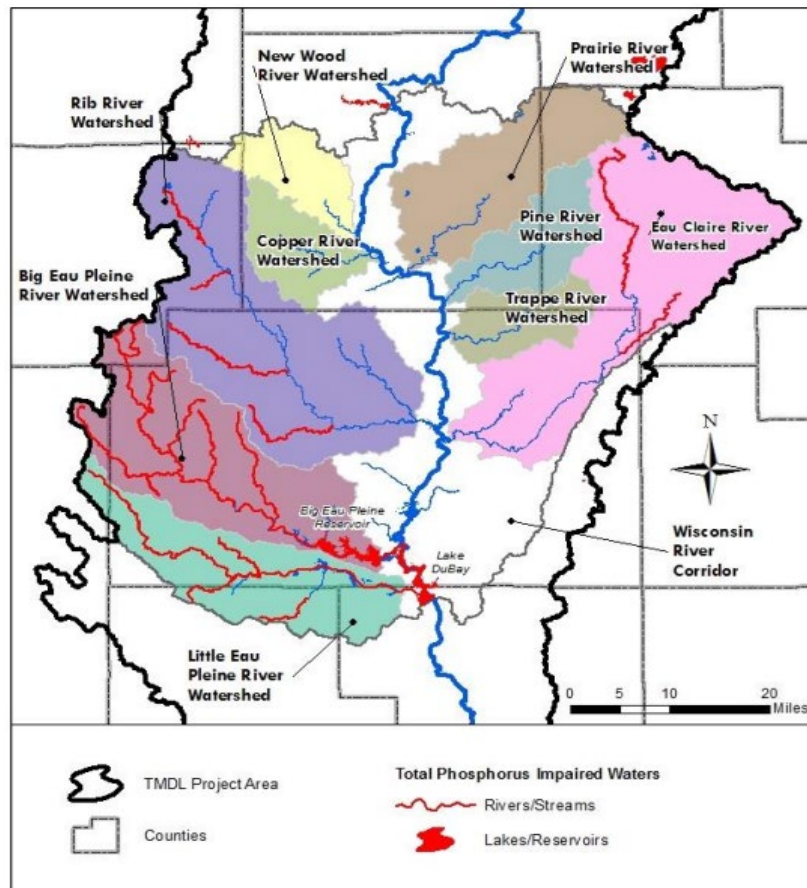 New Wood
River Watershed
Prairie River
Watershed
Rib River
Watershed
Pine River
Watershed
Eau Claire River
Watershed
Copper River
Watershed
Big Eau Pleine
River Watershed
Trappe River
Watershed
N
Big Eau Pleine
Reservoir
Lake
DuBay
Wisconsin
River
Corridor
Little Eau
Pleine River
Watershed
0 5 10 20
Miles
TMDL Project Area
Counties
Total Phosphorus Impaired Waters
Rivers/Streams
Lakes/Reservoirs